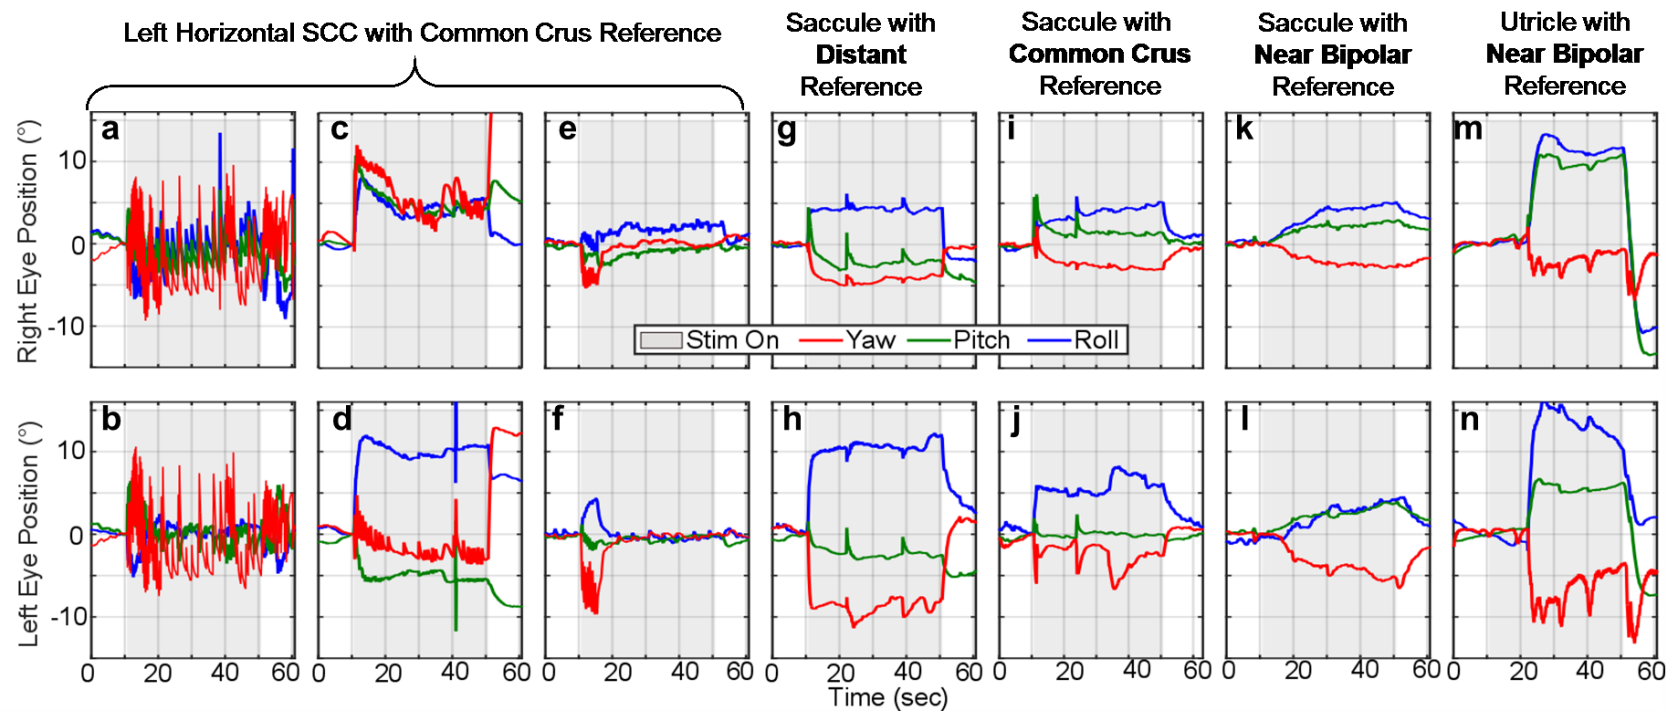 Left Horizontal SCC with Common Crus Reference
Saccule with
Distant
Reference
Saccule with
Common Crus
Reference
Saccule with
Near Bipolar
Reference
Utricle with
Near Bipolar
Reference
Right Eye Position (°)
10
0
-10
a
c
e
g
i
k
m
Stim On
Yaw
Pitch
Roll
Left Eye Position (°)
10
0
-10
b
d
f
h
j
l
n
0 20 40 60
0 20 40 60
0 20 40 60
0 20 40 60
0 20 40 60
0 20 40 60
0 20 40 60
Time (sec)